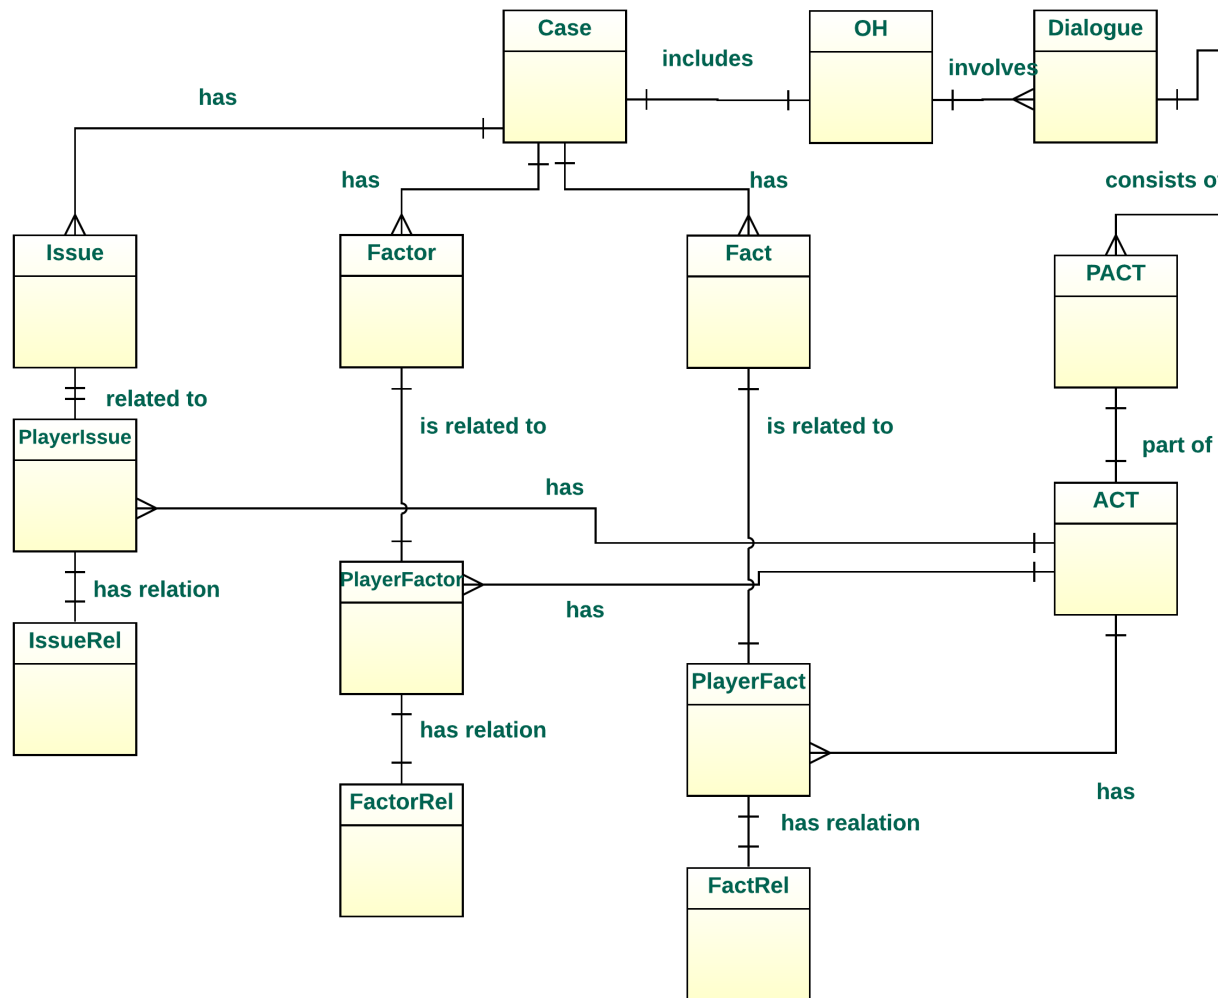 Case
OH
Dialogue
includes
involves
has
has
has
consists of
Issue
Factor
Fact
PACT
related to
is related to
is related to
part of
PlayerIssue
has
ACT
has relation
PlayerFactor
has
IssueRel
PlayerFact
has relation
has
FactorRel
has realation
FactRel